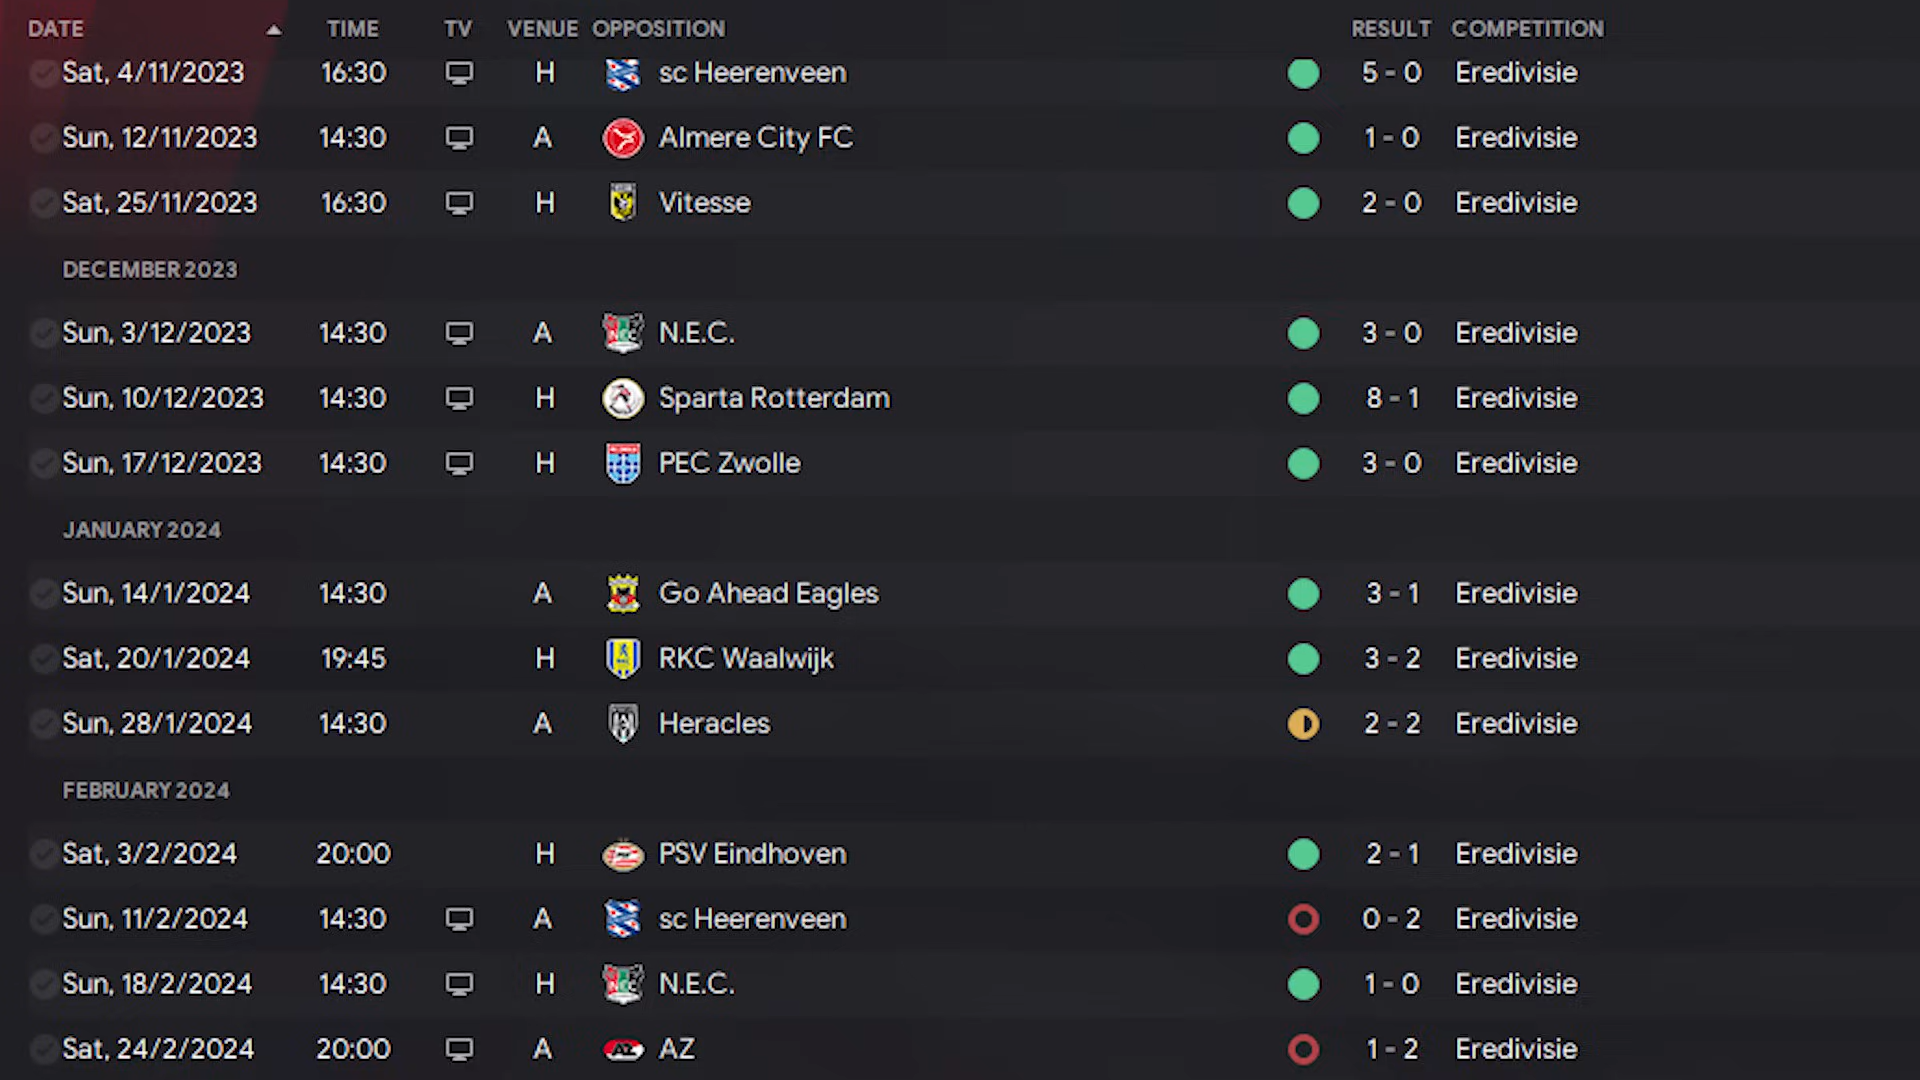 DATE TIME TV VENUE OPPOSITION RESULT COMPETITION
Sat, 4/11/2023 16:30 H sc Heerenveen 5 - 0 Eredivisie
Sun, 12/11/2023 14:30 A Almere City FC 1 - 0 Eredivisie
Sat, 25/11/2023 16:30 H Vitesse 2 - 0 Eredivisie
DECEMBER 2023
Sun, 3/12/2023 14:30 A N.E.C. 3 - 0 Eredivisie
Sun, 10/12/2023 14:30 H Sparta Rotterdam 8 - 1 Eredivisie
Sun, 17/12/2023 14:30 H PEC Zwolle 3 - 0 Eredivisie
JANUARY 2024
Sun, 14/1/2024 14:30 A Go Ahead Eagles 3 - 1 Eredivisie
Sat, 20/1/2024 19:45 H RKC Waalwijk 3 - 2 Eredivisie
Sun, 28/1/2024 14:30 A Heracles 2 - 2 Eredivisie
FEBRUARY 2024
Sat, 3/2/2024 20:00 H PSV Eindhoven 2 - 1 Eredivisie
Sun, 11/2/2024 14:30 A sc Heerenveen 0 - 2 Eredivisie
Sun, 18/2/2024 14:30 H N.E.C. 1 - 0 Eredivisie
Sat, 24/2/2024 20:00 A AZ 1 - 2 Eredivisie